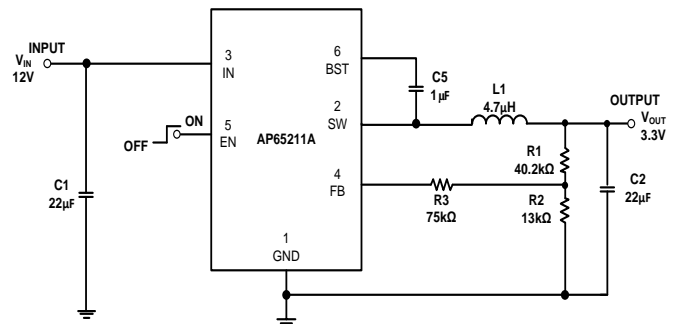 INPUT
VIN
12V
C1
22µF
OFF
ON
3
IN
5
EN
AP65211A
6
BST
2
SW
4
FB
1
GND
C5
1µF
L1
4.7µH
R3
75kΩ
R1
40.2kΩ
R2
13kΩ
OUTPUT
VOUT
3.3V
C2
22µF